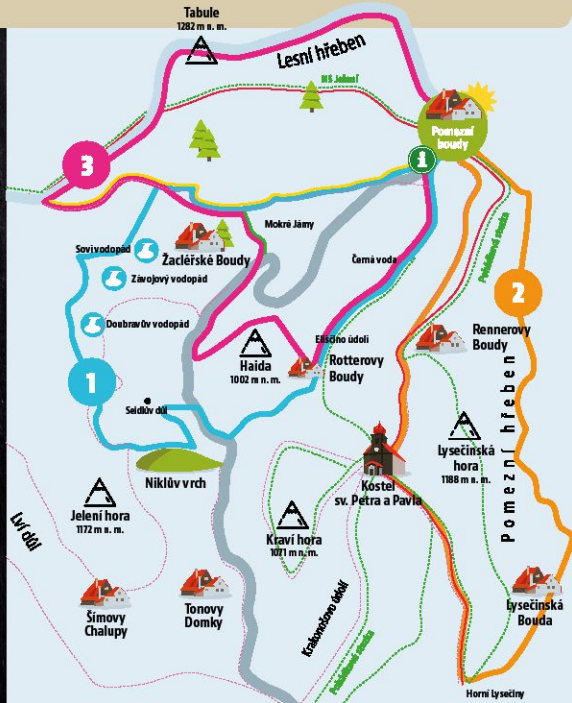 Tabule
1282 m n. m.
Lesní hřeben
NS Jelení
Pomezní
boudy
i
3
Mokré Jámy
Sovi vodopád
Žacléřské Boudy
Černá voda
Závojový vodopád
Pohádková stezka
2
Doubravův vodopád
Eliščino údolí
Rennerovy
Boudy
Haida
1002 m n. m.
Rotterovy
Boudy
1
Seidlův důl
Pomezní hřeben
Lysečinská
hora
1188 m n. m.
Niklův vrch
Kostel
sv. Petra a Pavla
Jelení hora
1172 m n. m.
Lví důl
Kraví hora
1071 m n. m.
Krakonošovo údolí
Šímovy
Chalupy
Tonovy
Domky
Lysečinská
Bouda
Pohádková stezka
Horní Lysečiny